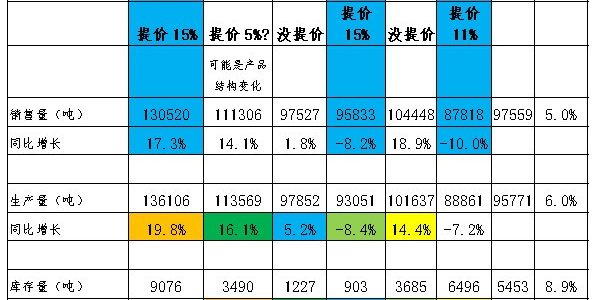 提价 15% 提价 5%? 没提价 提价 15% 没提价 提价 11%
可能是产品结构变化
销售量（吨） 130520 111306 97527 95833 104448 87818 97559 5.0%
同比增长 17.3% 14.1% 1.8% -8.2% 18.9% -10.0%
生产量（吨） 136106 113569 97852 93051 101637 88861 95771 6.0%
同比增长 19.8% 16.1% 5.2% -8.4% 14.4% -7.2%
库存量（吨） 9076 3490 1227 903 3685 6496 5453 8.9%